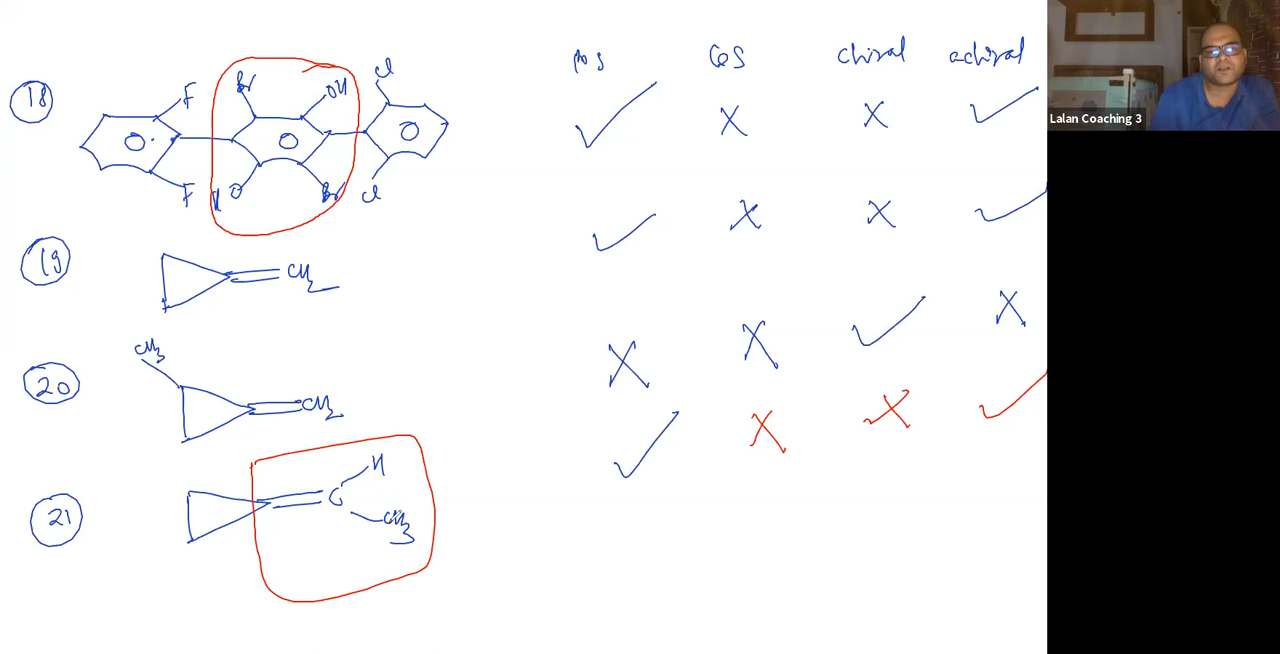 pos cos chiral achiral
18 F Br OH Cl
F HO Br Cl
Lalan Coaching 3
19 CH2
20 CH3
CH2
21 C H
CH3